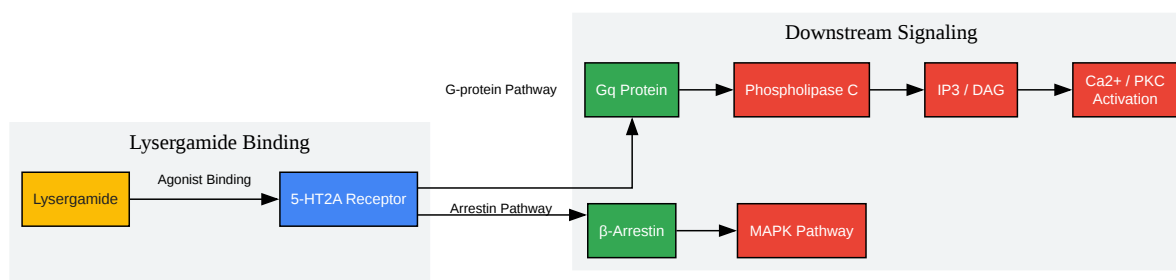 Downstream Signaling
G-protein Pathway
Gq Protein
Phospholipase C
IP3 / DAG
Ca2+ / PKC
Activation
Lysergamide Binding
Lysergamide
Agonist Binding
5-HT2A Receptor
Arrestin Pathway
β-Arrestin
MAPK Pathway